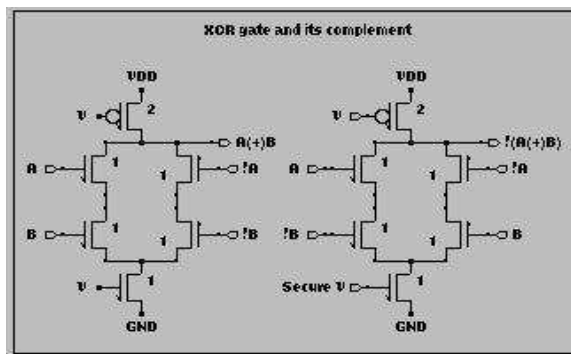 XOR gate and its complement
VDD VDD
V 2 V 2
A(+)B !(A(+)B)
A 1 1 !A A 1 1 !A
B 1 1 !B !B 1 1 B
V 1 Secure V 1
GND GND